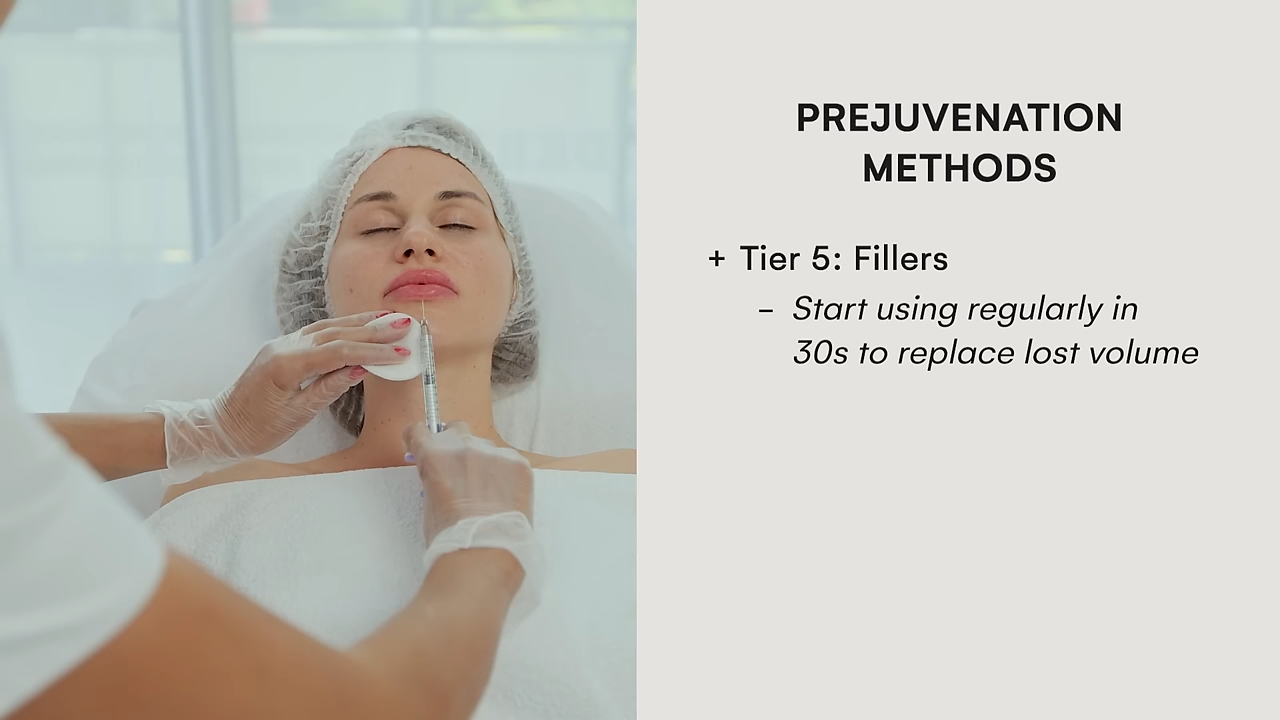 PREJUVENATION
METHODS
+ Tier 5: Fillers
– Start using regularly in
30s to replace lost volume